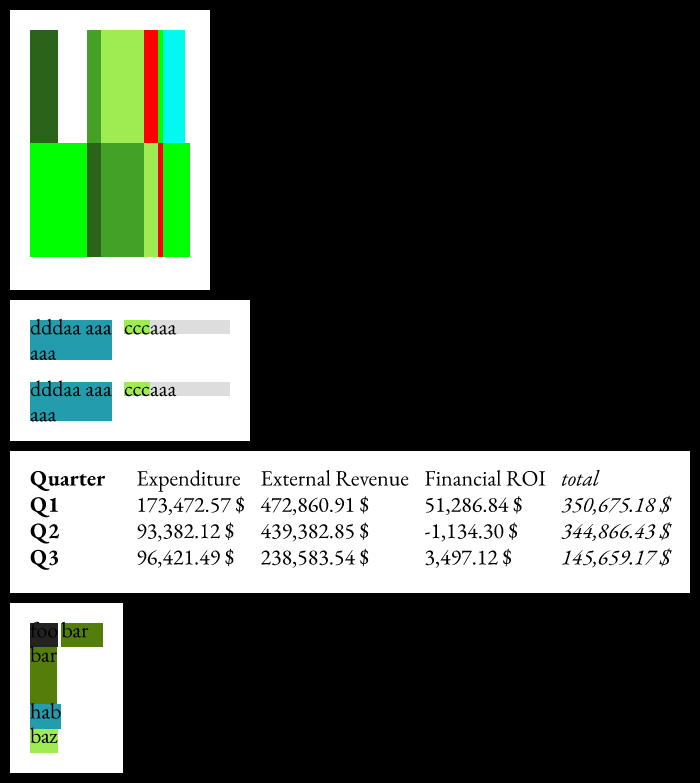 dddaa aaa cccaaa
aaa
dddaa aaa cccaaa
aaa
Quarter Expenditure External Revenue Financial ROI total
Q1 173,472.57 $ 472,860.91 $ 51,286.84 $ 350,675.18 $
Q2 93,382.12 $ 439,382.85 $ -1,134.30 $ 344,866.43 $
Q3 96,421.49 $ 238,583.54 $ 3,497.12 $ 145,659.17 $
foo bar
bar
hab
baz